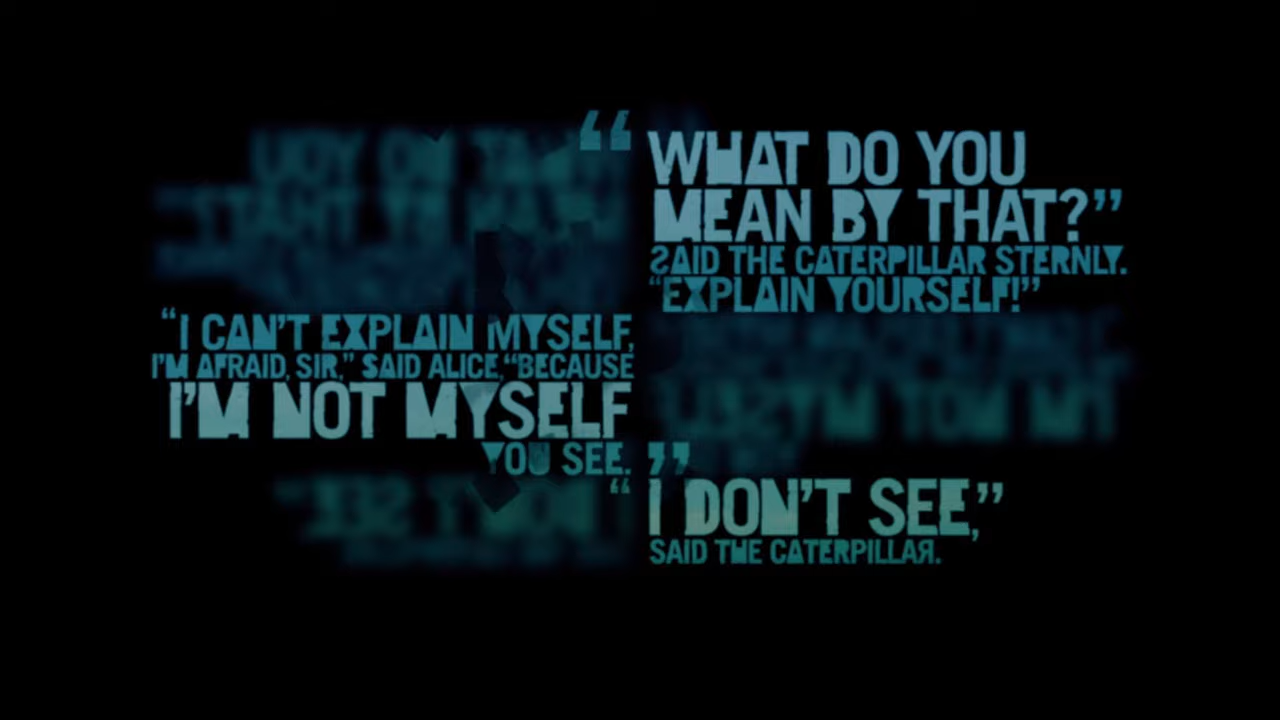 “WHAT DO YOU
MEAN BY THAT?”
SAID THE CATERPILLAR STERNLY.
“EXPLAIN YOURSELF!”
“I CAN’T EXPLAIN MYSELF,
I’M AFRAID, SIR,” SAID ALICE, “BECAUSE
I’M NOT MYSELF
YOU SEE.”
“I DON’T SEE,”
SAID THE CATERPILLAR.